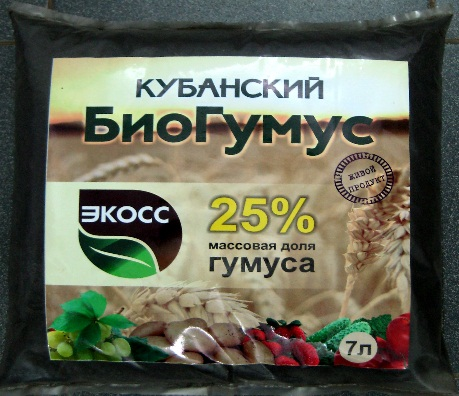 КУБАНСКИЙ
БиоГумус
ЖИВОЙ
ПРОДУКТ
ЭКОСС
25%
массовая доля
гумуса
7л